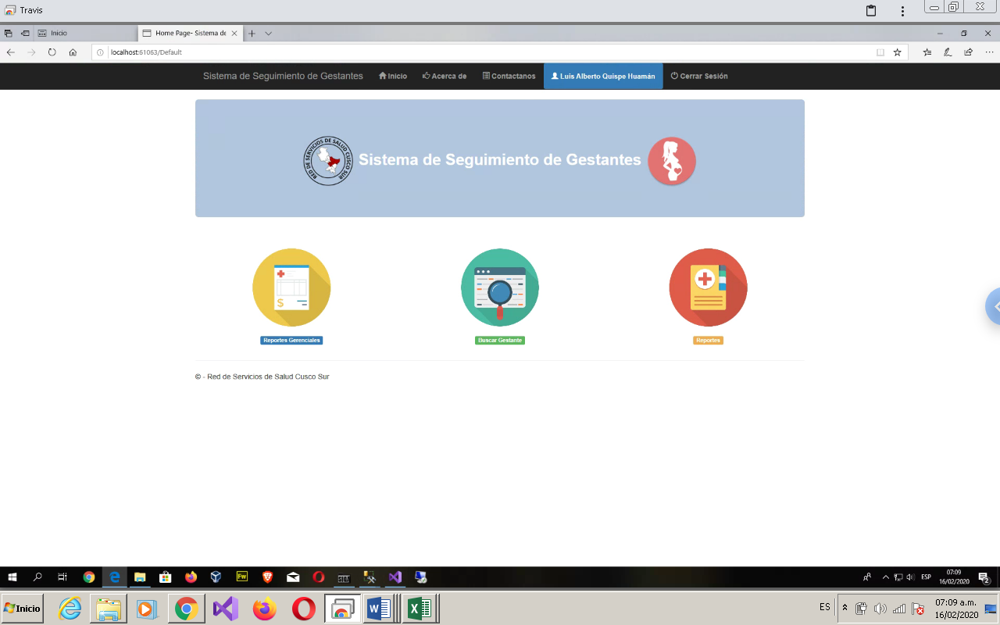 Travis
Inicio
Home Page- Sistema de
localhost:61063/Default
Sistema de Seguimiento de Gestantes
Inicio
Acerca de
Contactanos
Luis Alberto Quispe Huamán
Cerrar Sesión
RED DE SERVICIOS DE SALUD CUSCO SUR
Sistema de Seguimiento de Gestantes
$
Reportes Gerenciales
Buscar Gestante
Reportes
© - Red de Servicios de Salud Cusco Sur
Fw
ESP
07:09
16/02/2020
2
Inicio
ES
07:09 a.m.
16/02/2020